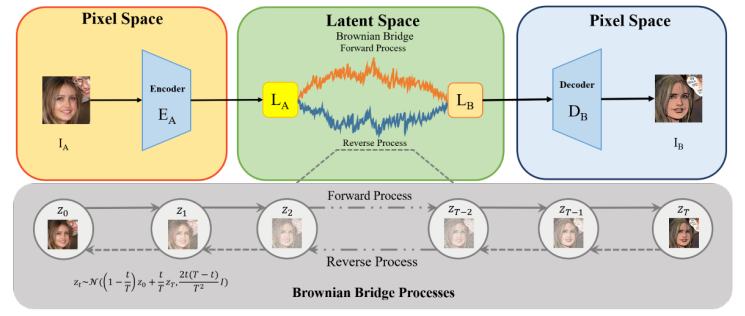 Pixel Space
Latent Space
Pixel Space
Brownian Bridge
Forward Process
Encoder
E_A
L_A
L_B
Decoder
D_B
I_A
Reverse Process
I_B
Forward Process
z_0
z_1
z_2
z_{T−2}
z_{T−1}
z_T
Reverse Process
z_t~𝒩((1 − t/T) z_0 + t/T z_T, 2t(T − t)/T^2 I)
Brownian Bridge Processes